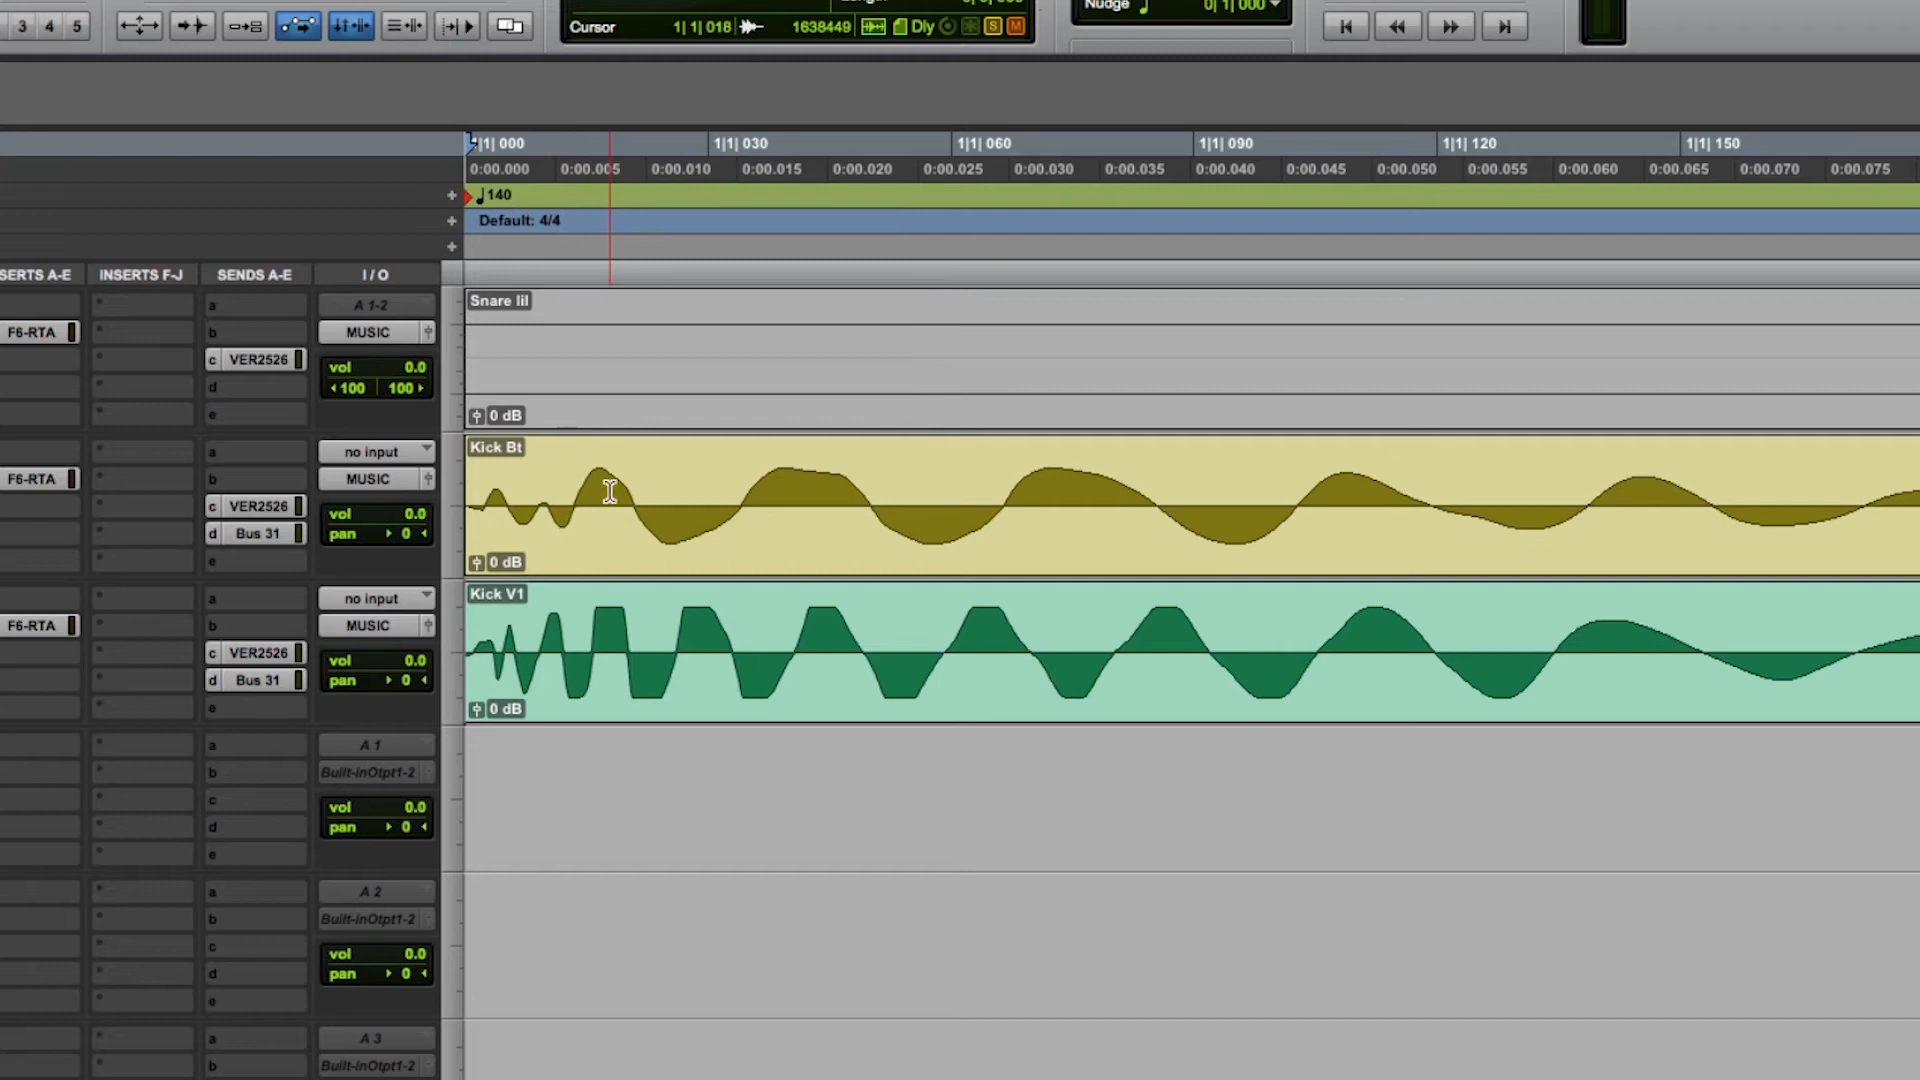 3 4 5
Cursor 1| 1| 018 1638449 Dly S M
Nudge 0| 1| 000
1|1| 030 1|1| 060 1|1| 090 1|1| 120 1|1| 150
0:00.000 0:00.005 0:00.010 0:00.015 0:00.020 0:00.025 0:00.030 0:00.035 0:00.040 0:00.045 0:00.050 0:00.055 0:00.060 0:00.065 0:00.070 0:00.075
+ 140
+ Default: 4/4
+
SERTS A-E INSERTS F-J SENDS A-E I / O
a A 1-2 Snare lil
F6-RTA b MUSIC
c VER2526 vol 0.0
d 100 100
e 0 dB
a no input Kick Bt
F6-RTA b MUSIC
c VER2526 vol 0.0
d Bus 31 pan 0
e 0 dB
a no input Kick V1
F6-RTA b MUSIC
c VER2526 vol 0.0
d Bus 31 pan 0
e 0 dB
a A 1
b Built-inOtpt1-2
c vol 0.0
d pan 0
e
a A 2
b Built-inOtpt1-2
c vol 0.0
d pan 0
e
a A 3
b Built-inOtpt1-2